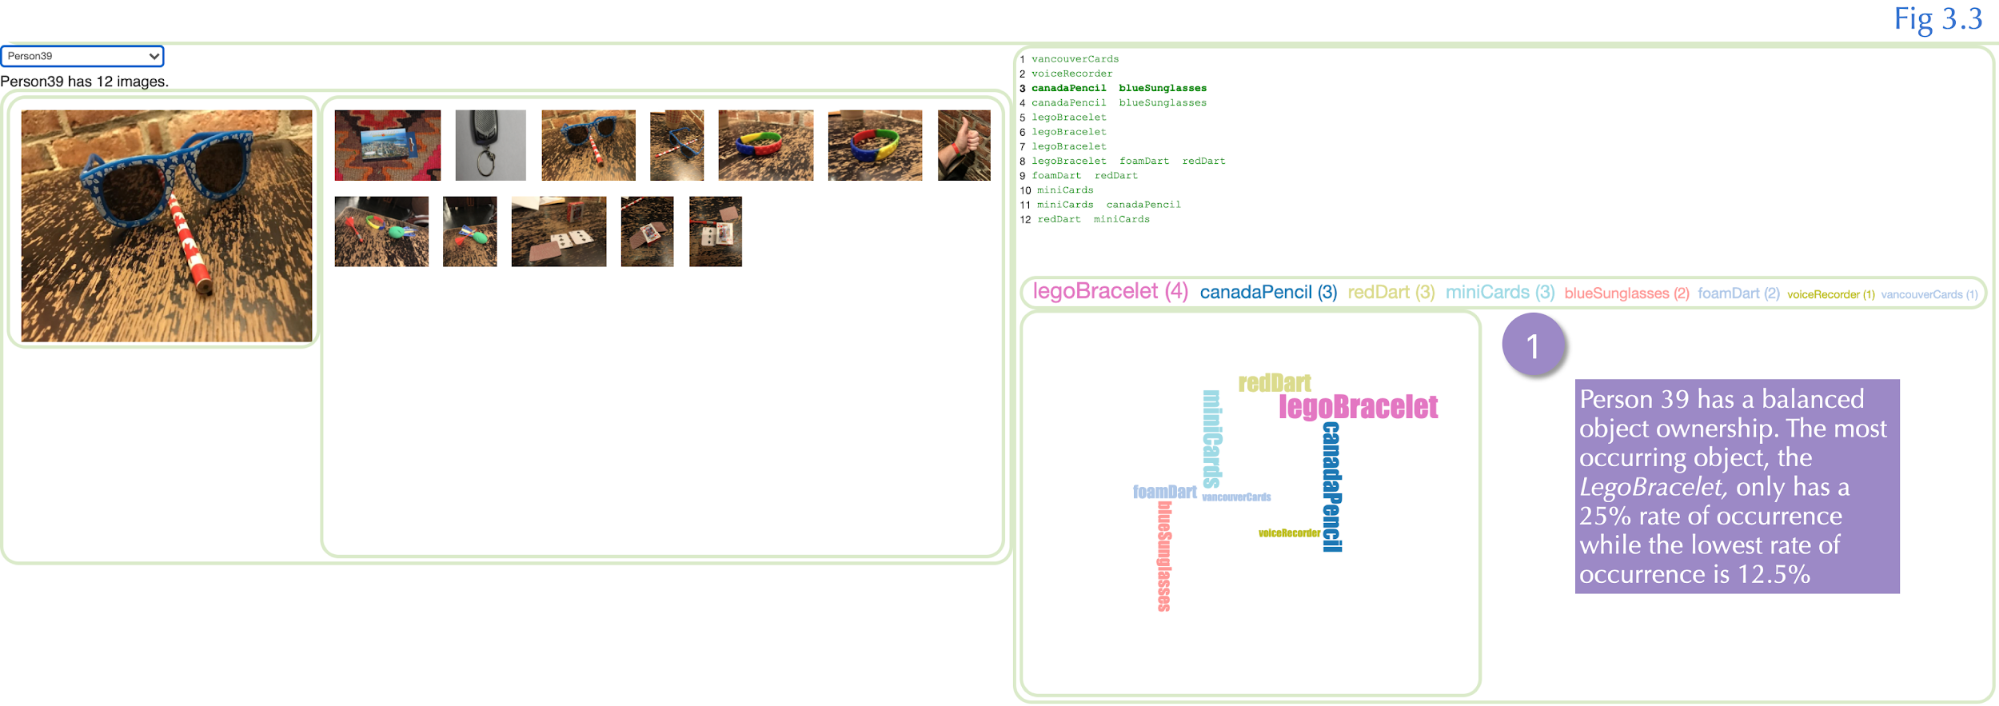 Fig 3.3
Person39
Person39 has 12 images.
1 vancouverCards
2 voiceRecorder
3 canadaPencil blueSunglasses
4 canadaPencil blueSunglasses
5 legoBracelet
6 legoBracelet
7 legoBracelet
8 legoBracelet foamDart redDart
9 foamDart redDart
10 miniCards
11 miniCards canadaPencil
12 redDart miniCards
legoBracelet (4) canadaPencil (3) redDart (3) miniCards (3) blueSunglasses (2) foamDart (2) voiceRecorder (1) vancouverCards (1)
redDart
legoBracelet
miniCards
canadaPencil
foamDart
vancouverCards
blueSunglasses
voiceRecorder
1
Person 39 has a balanced
object ownership. The most
occurring object, the
LegoBracelet, only has a
25% rate of occurrence
while the lowest rate of
occurrence is 12.5%